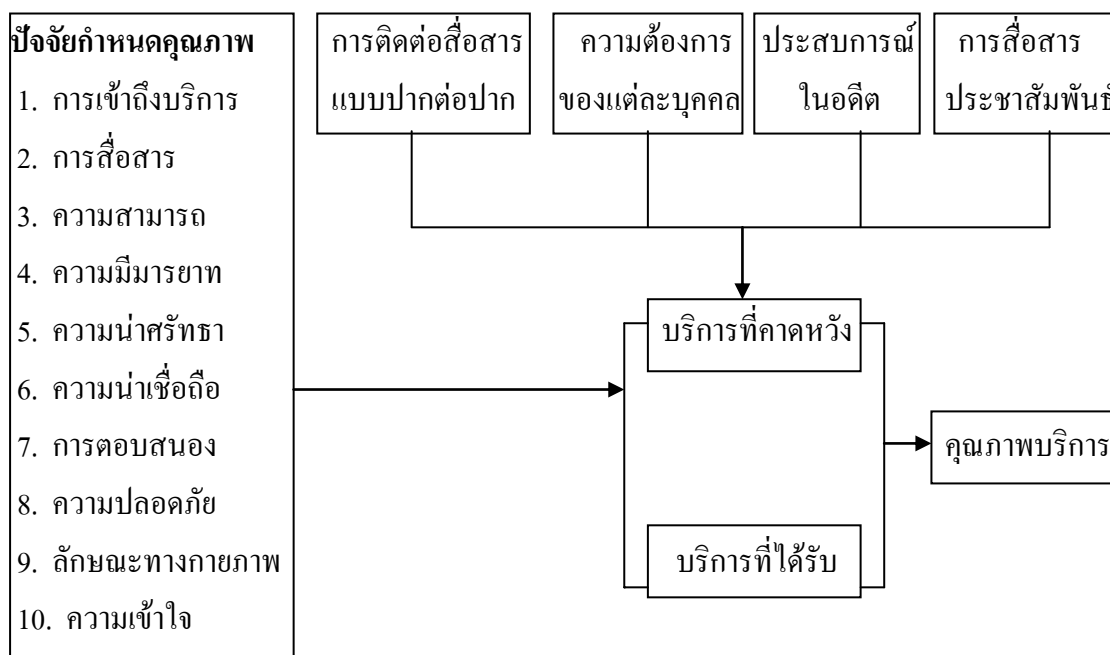 ปัจจัยกำหนดคุณภาพ
1. การเข้าถึงบริการ
2. การสื่อสาร
3. ความสามารถ
4. ความมีมารยาท
5. ความน่าศรัทธา
6. ความน่าเชื่อถือ
7. การตอบสนอง
8. ความปลอดภัย
9. ลักษณะทางกายภาพ
10. ความเข้าใจ
การติดต่อสื่อสาร
แบบปากต่อปาก
ความต้องการ
ของแต่ละบุคคล
ประสบการณ์
ในอดีต
การสื่อสาร
ประชาสัมพันธ์
บริการที่คาดหวัง
บริการที่ได้รับ
คุณภาพบริการ